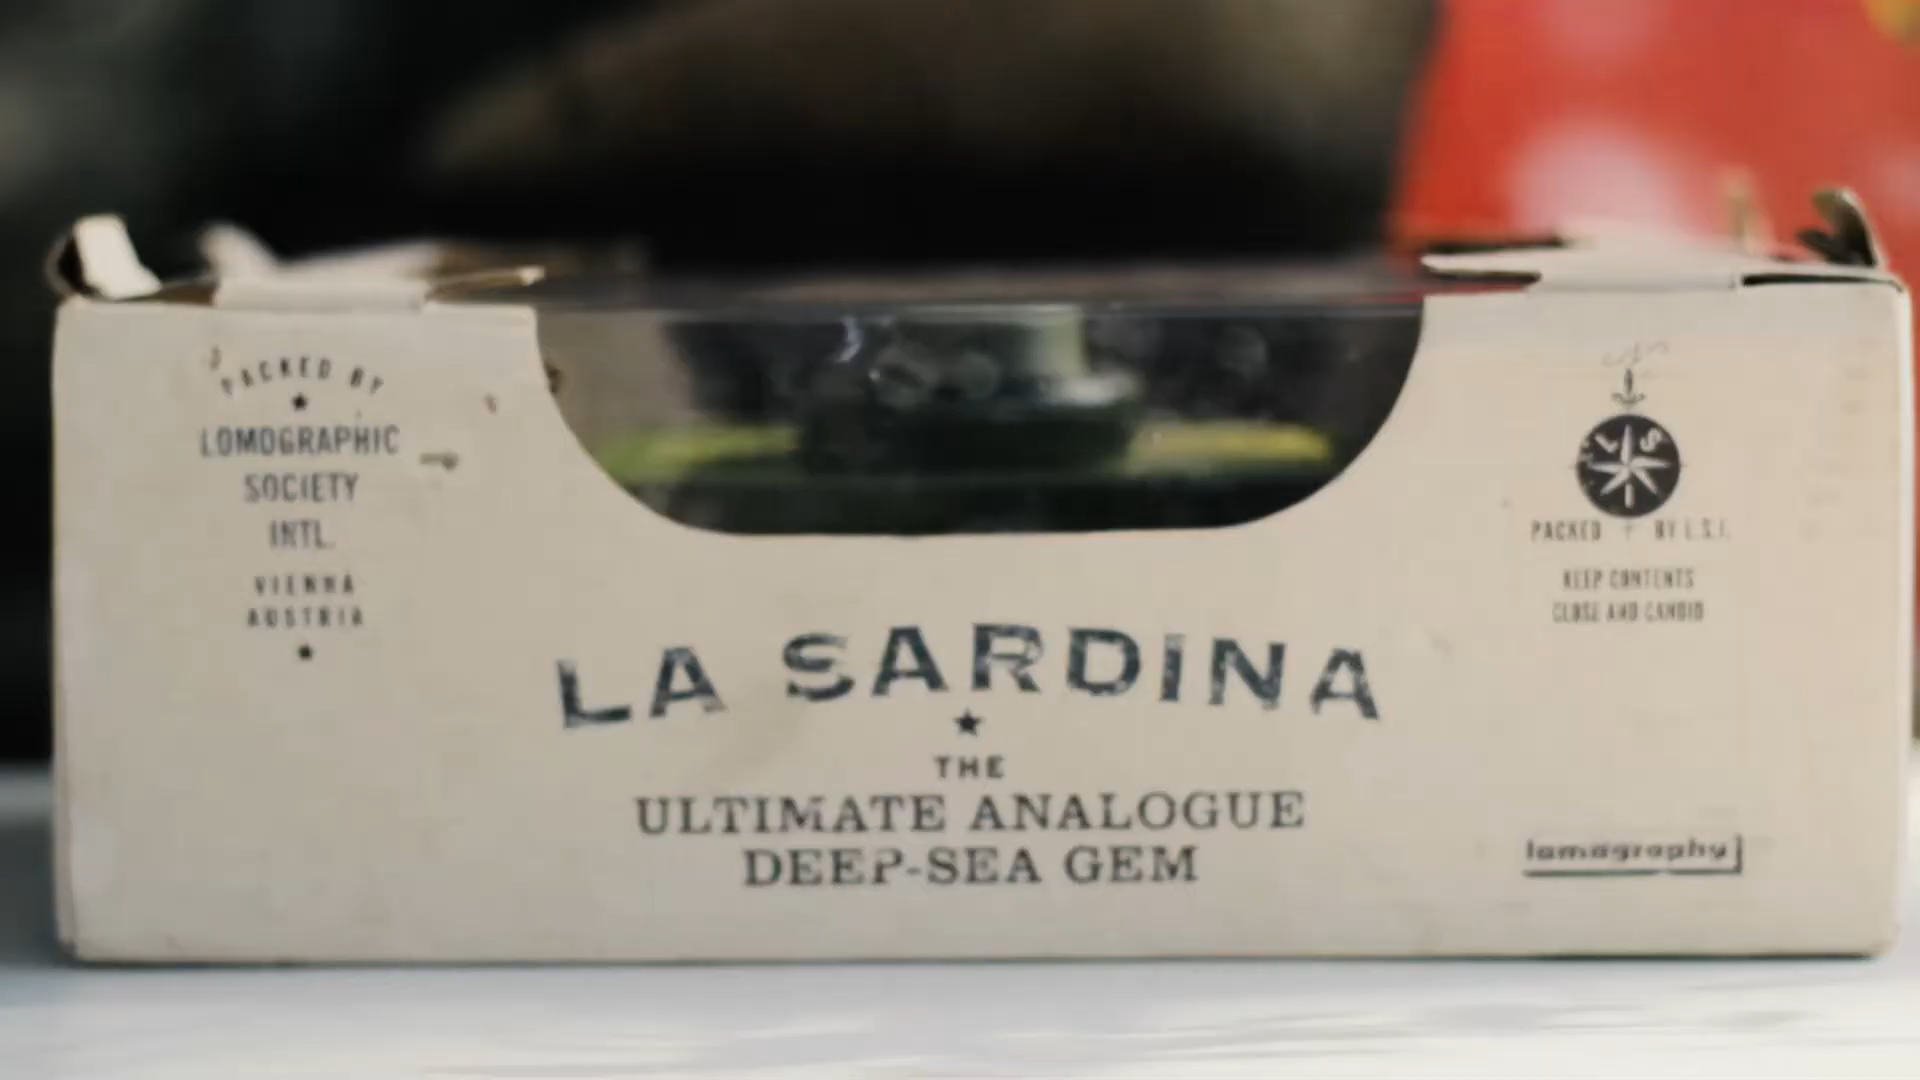 PACKED BY
LOMOGRAPHIC
SOCIETY
INTL.
VIENNA
AUSTRIA
LA SARDINA
THE
ULTIMATE ANALOGUE
DEEP-SEA GEM
L S I
PACKED BY L.S.I.
KEEP CONTENTS
CLOSE AND CANDID
lomography